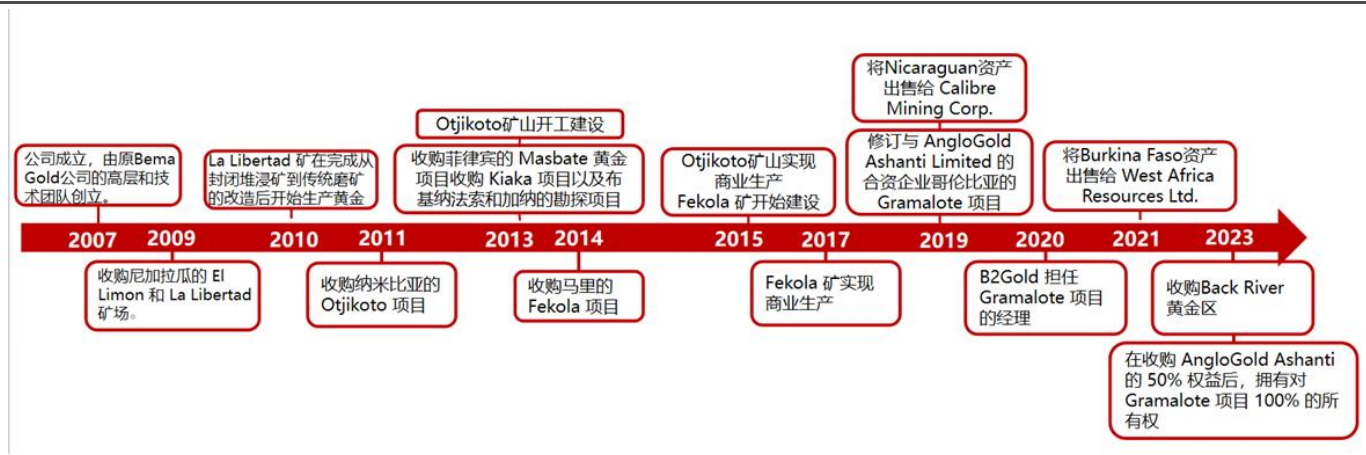 将Nicaraguan资产
出售给 Calibre
Mining Corp.
Otjikoto矿山开工建设
公司成立，由原Bema
Gold公司的高层和技
术团队创立。
La Libertad 矿在完成从
封闭堆浸矿到传统磨矿
的改造后开始生产黄金
收购菲律宾的 Masbate 黄金
项目收购 Kiaka 项目以及布
基纳法索和加纳的勘探项目
Otjikoto矿山实现
商业生产
Fekola 矿开始建设
修订与 AngloGold
Ashanti Limited 的
合资企业哥伦比亚的
Gramalote 项目
将Burkina Faso资产
出售给 West Africa
Resources Ltd.
2007 2009 2010 2011 2013 2014 2015 2017 2019 2020 2021 2023
收购尼加拉瓜的 El
Limon 和 La Libertad
矿场。
收购纳米比亚的
Otjikoto 项目
收购马里的
Fekola 项目
Fekola 矿实现
商业生产
B2Gold 担任
Gramalote 项目
的经理
收购Back River
黄金区
在收购 AngloGold Ashanti
的 50% 权益后，拥有对
Gramalote 项目 100% 的所
有权